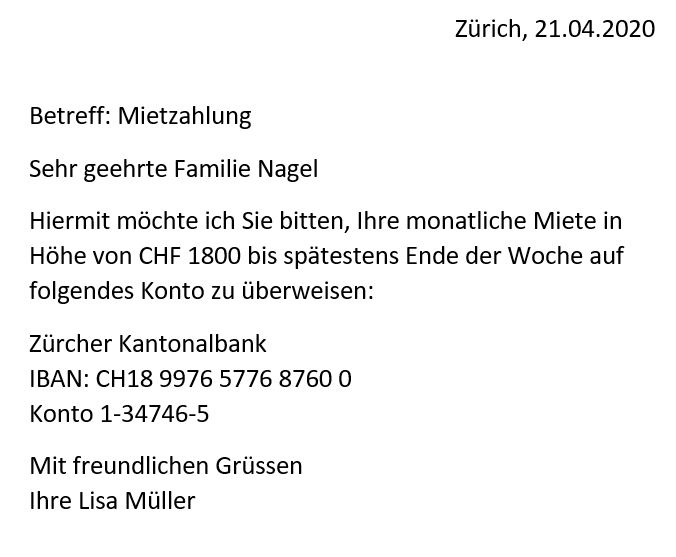 Zürich, 21.04.2020
Betreff: Mietzahlung
Sehr geehrte Familie Nagel
Hiermit möchte ich Sie bitten, Ihre monatliche Miete in
Höhe von CHF 1800 bis spätestens Ende der Woche auf
folgendes Konto zu überweisen:
Zürcher Kantonalbank
IBAN: CH18 9976 5776 8760 0
Konto 1-34746-5
Mit freundlichen Grüssen
Ihre Lisa Müller